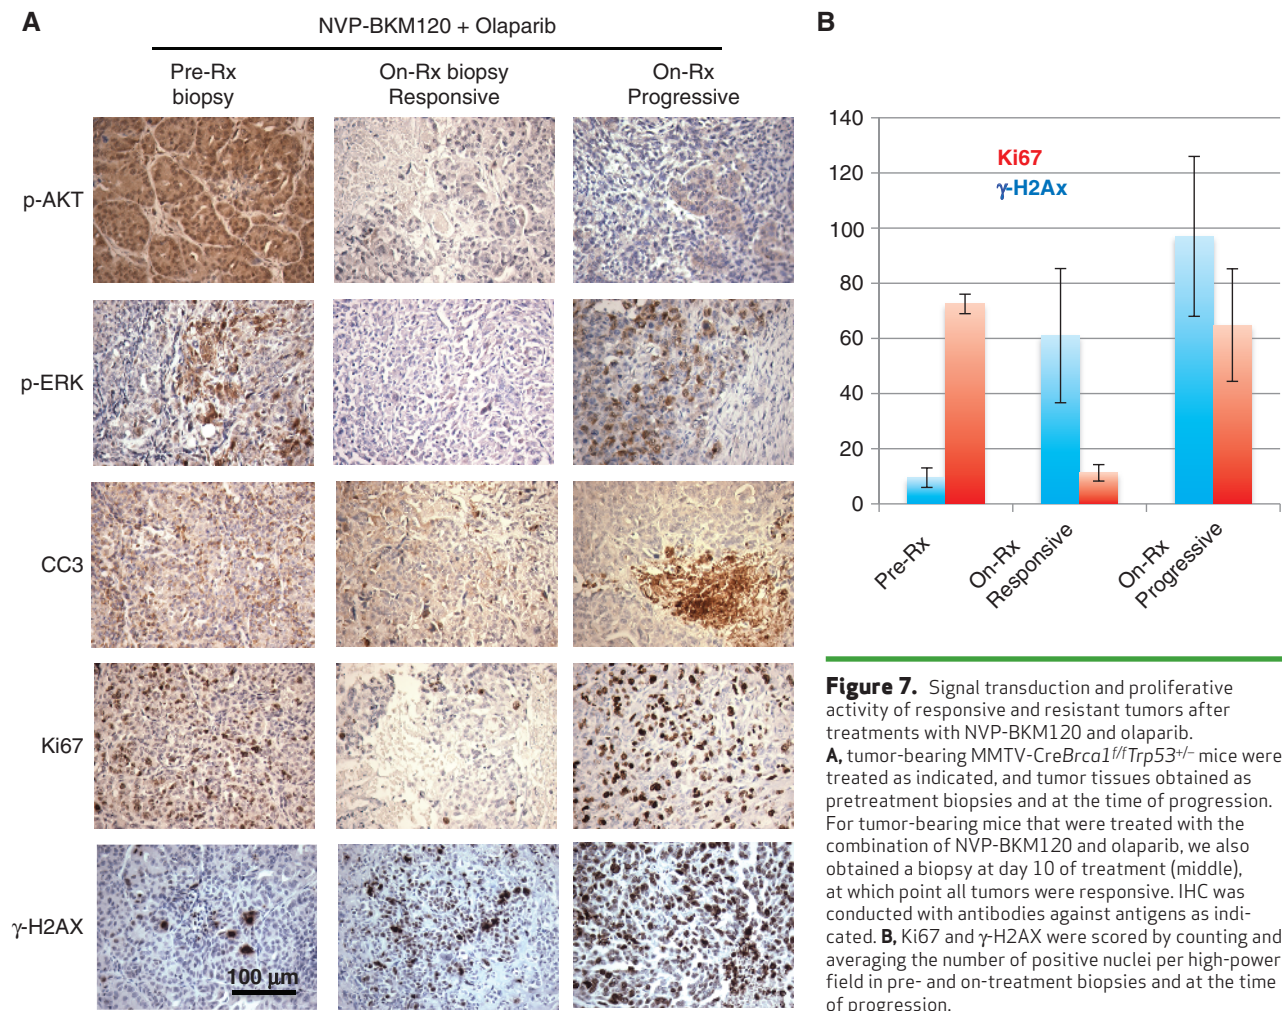 A
NVP-BKM120 + Olaparib
Pre-Rx
biopsy
On-Rx biopsy
Responsive
On-Rx
Progressive
p-AKT
p-ERK
CC3
Ki67
γ-H2AX
100 μm
B
140
120
100
80
60
40
20
0
Ki67
γ-H2Ax
Pre-Rx
On-Rx
Responsive
On-Rx
Progressive
Figure 7. Signal transduction and proliferative
activity of responsive and resistant tumors after
treatments with NVP-BKM120 and olaparib.
A, tumor-bearing MMTV-CreBrca1f/fTrp53+/− mice were
treated as indicated, and tumor tissues obtained as
pretreatment biopsies and at the time of progression.
For tumor-bearing mice that were treated with the
combination of NVP-BKM120 and olaparib, we also
obtained a biopsy at day 10 of treatment (middle),
at which point all tumors were responsive. IHC was
conducted with antibodies against antigens as indi-
cated. B, Ki67 and γ-H2AX were scored by counting and
averaging the number of positive nuclei per high-power
field in pre- and on-treatment biopsies and at the time
of progression.